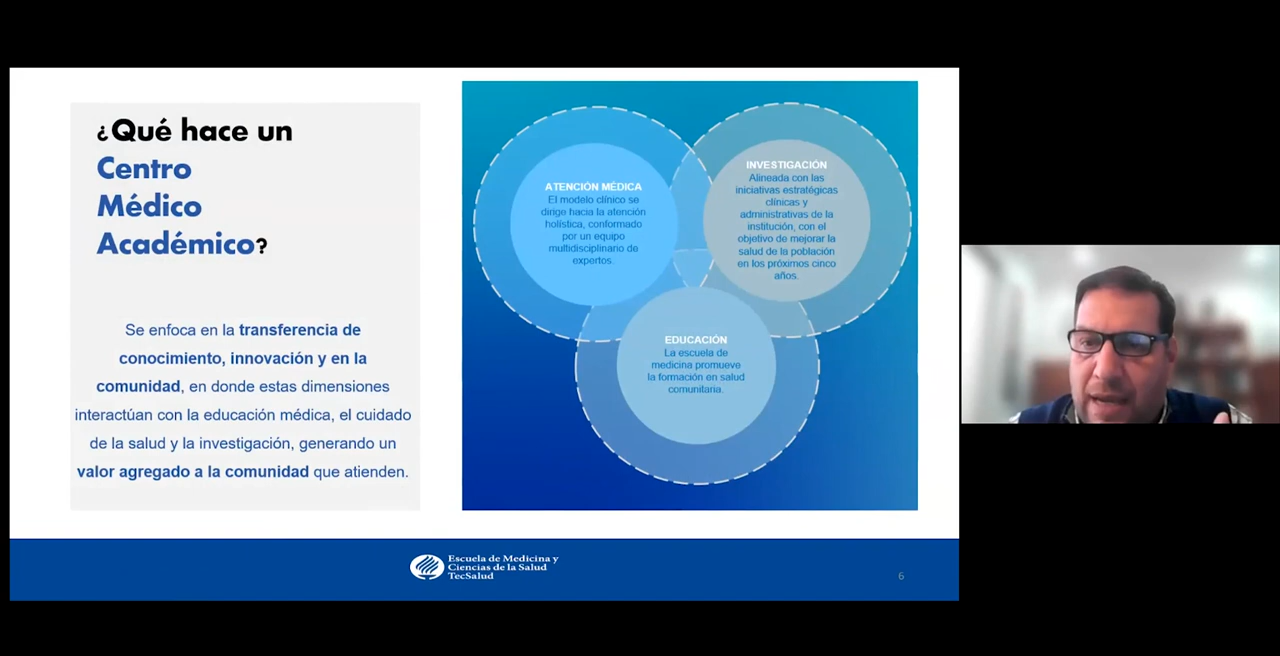 ¿Qué hace un
Centro
Médico
Académico?
Se enfoca en la transferencia de
conocimiento, innovación y en la
comunidad, en donde estas dimensiones
interactúan con la educación médica, el cuidado
de la salud y la investigación, generando un
valor agregado a la comunidad que atienden.
ATENCIÓN MÉDICA
El modelo clínico se
dirige hacia la atención
holística, conformado
por un equipo
multidisciplinario de
expertos.
INVESTIGACIÓN
Alineada con las
iniciativas estratégicas
clínicas y
administrativas de la
institución, con el
objetivo de mejorar la
salud de la población
en los próximos cinco
años.
EDUCACIÓN
La escuela de
medicina promueve
la formación en salud
comunitaria.
Escuela de Medicina y
Ciencias de la Salud
TecSalud
6